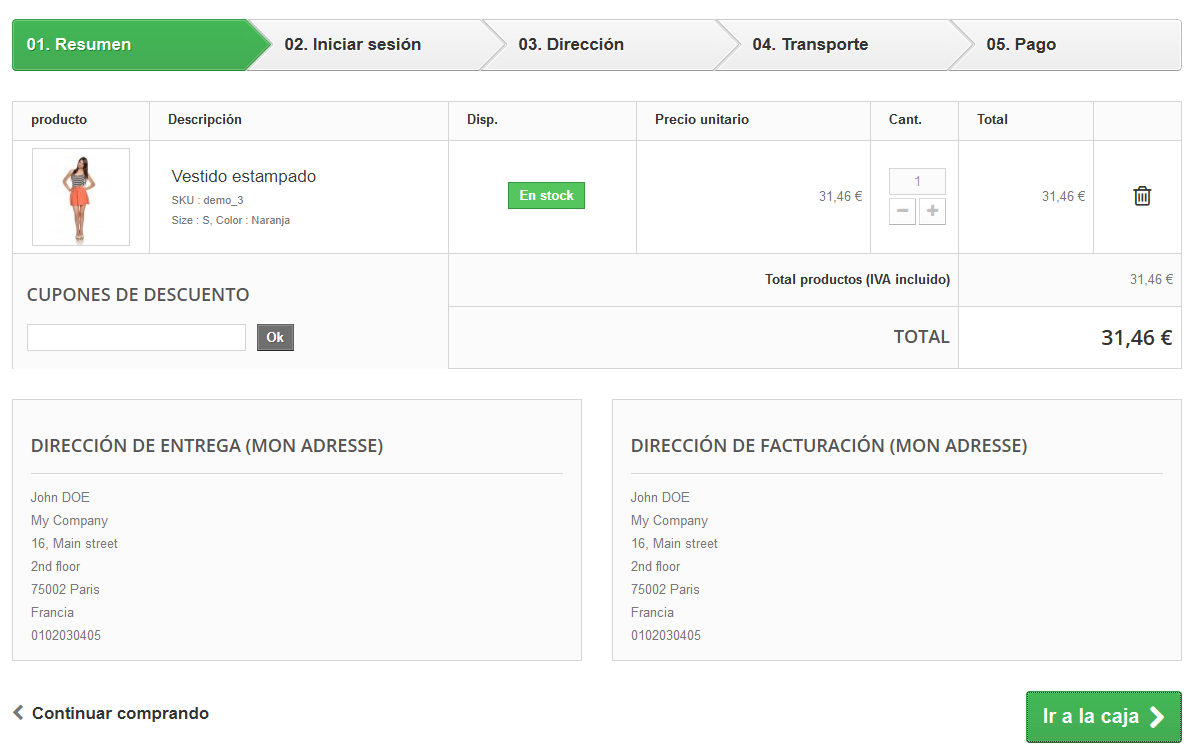 01. Resumen
02. Iniciar sesión
03. Dirección
04. Transporte
05. Pago
producto Descripción Disp. Precio unitario Cant. Total
Vestido estampado
SKU : demo_3
Size : S, Color : Naranja
En stock
31,46 €
1
31,46 €
CUPONES DE DESCUENTO
Ok
Total productos (IVA incluido) 31,46 €
TOTAL 31,46 €
DIRECCIÓN DE ENTREGA (MON ADRESSE)
John DOE
My Company
16, Main street
2nd floor
75002 Paris
Francia
0102030405
DIRECCIÓN DE FACTURACIÓN (MON ADRESSE)
John DOE
My Company
16, Main street
2nd floor
75002 Paris
Francia
0102030405
Continuar comprando
Ir a la caja